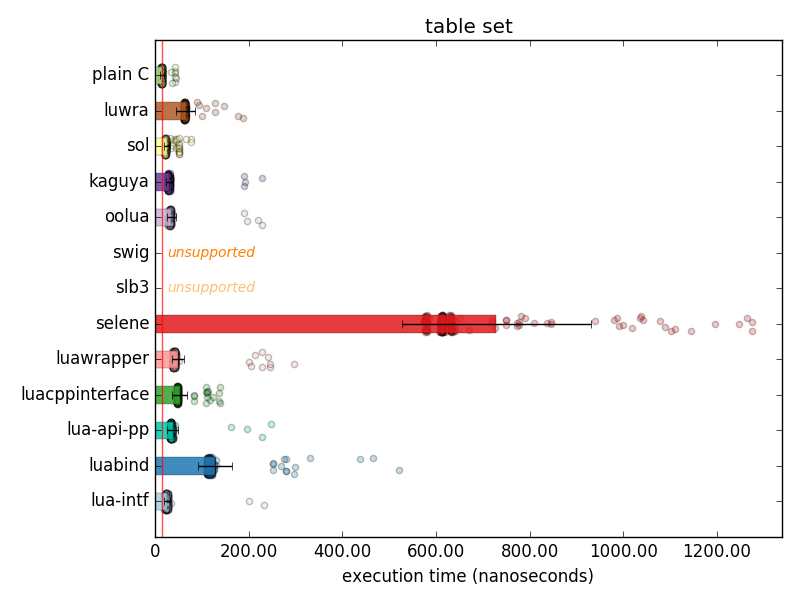 table set
plain C
luwra
sol
kaguya
oolua
swig unsupported
slb3 unsupported
selene
luawrapper
luacppinterface
lua-api-pp
luabind
lua-intf
0 200.00 400.00 600.00 800.00 1000.00 1200.00
execution time (nanoseconds)